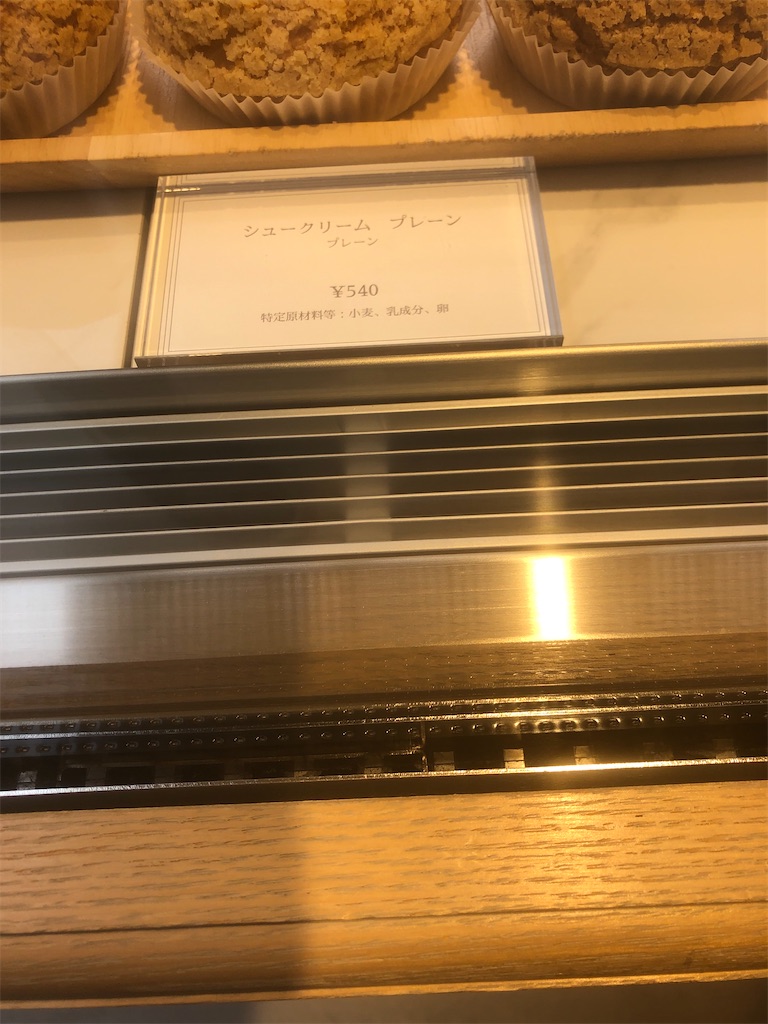 シュークリーム　プレーン
プレーン
¥540
特定原材料等：小麦、乳成分、卵